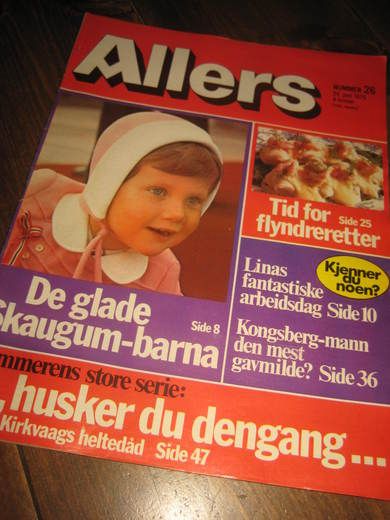 Allers
NUMMER 26
Tid for
flyndreretter
Side 25
De glade
Skaugum-barna
Side 8
Linas
fantastiske
arbeidsdag Side 10
Kjenner
du
noen?
Kongsberg-mann
den mest
gavmilde? Side 36
mmerens store serie:
, husker du dengang...
Kirkvaags heltedåd Side 47